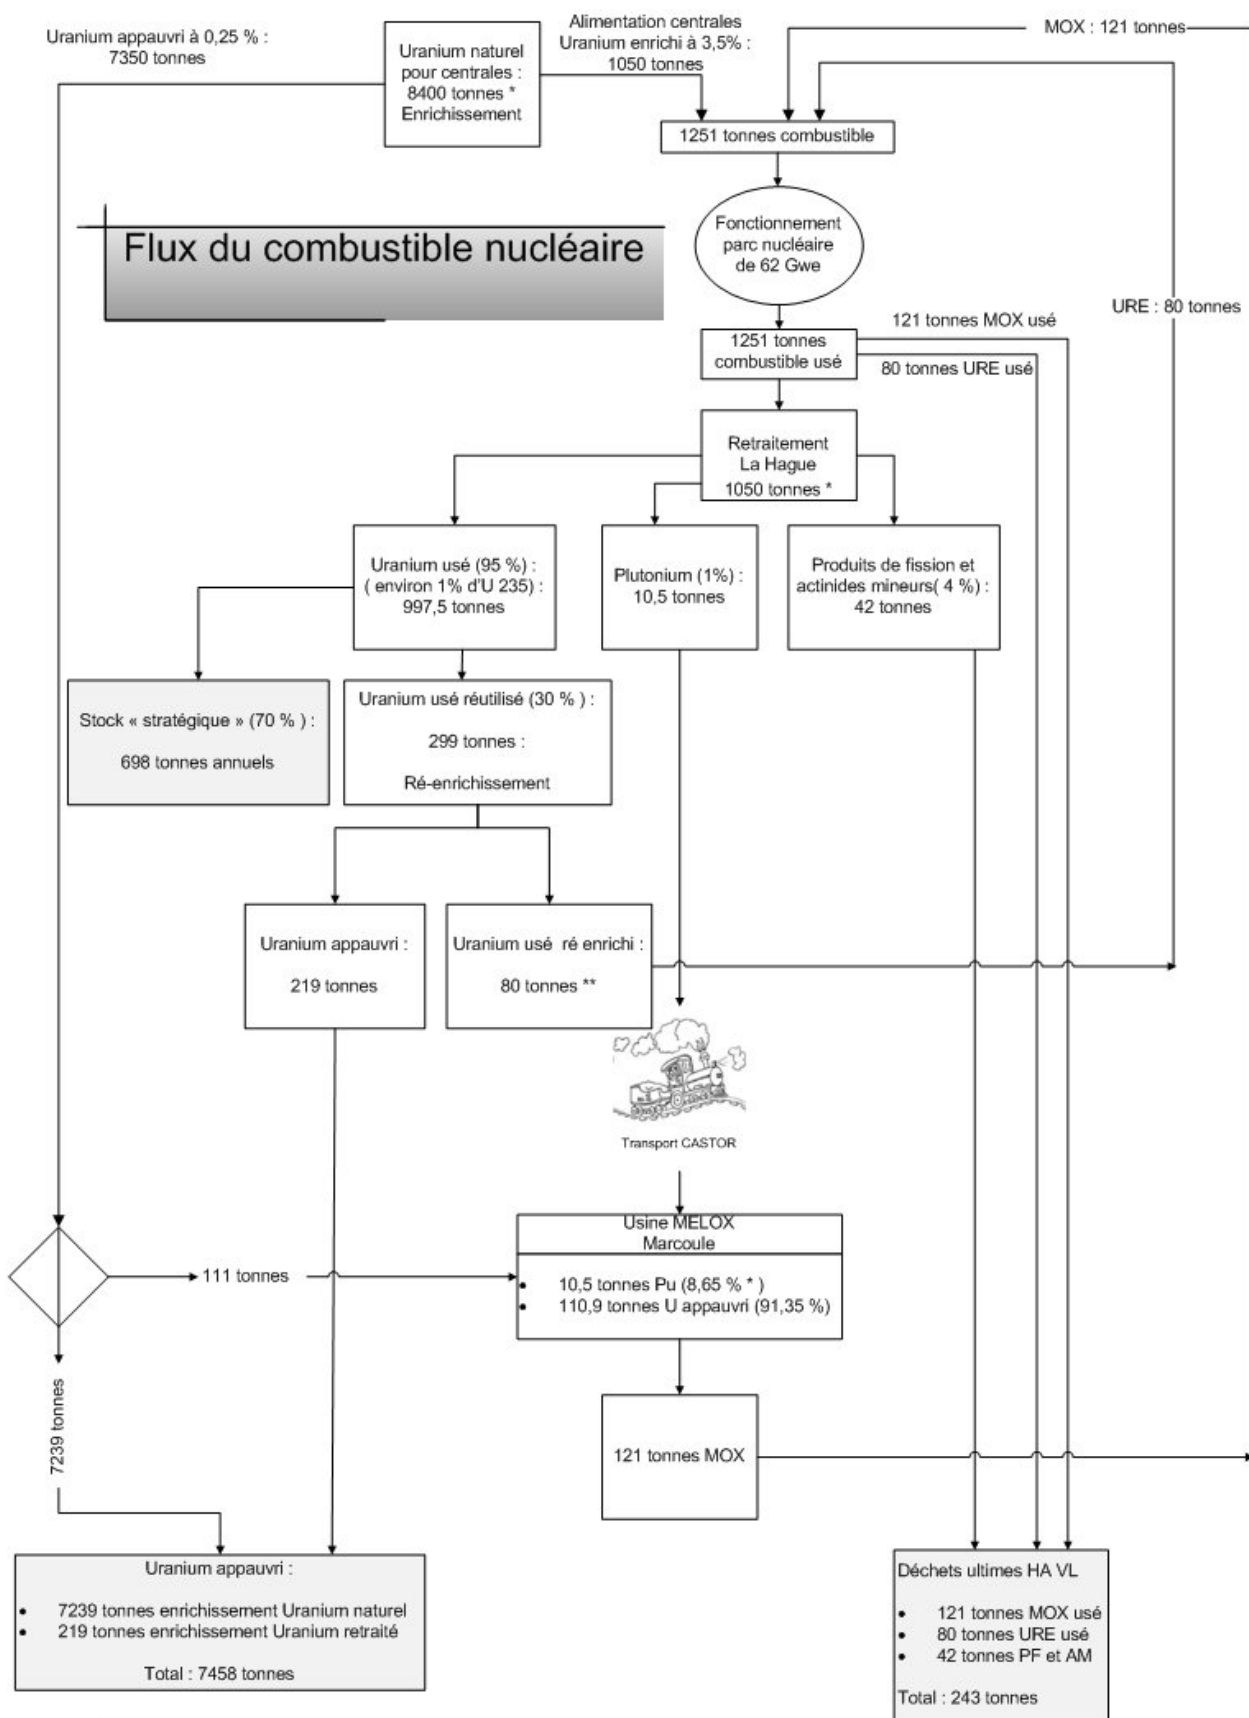 Uranium appauvri à 0,25 % :
7350 tonnes
Uranium naturel
pour centrales :
8400 tonnes *
Enrichissement
Alimentation centrales
Uranium enrichi à 3,5% :
1050 tonnes
MOX : 121 tonnes
1251 tonnes combustible
Flux du combustible nucléaire
Fonctionnement
parc nucléaire
de 62 Gwe
URE : 80 tonnes
121 tonnes MOX usé
1251 tonnes
combustible usé
80 tonnes URE usé
Retraitement
La Hague
1050 tonnes *
Uranium usé (95 %) :
( environ 1% d'U 235) :
997,5 tonnes
Plutonium (1%) :
10,5 tonnes
Produits de fission et
actinides mineurs( 4 %) :
42 tonnes
Stock « stratégique » (70 % ) :
698 tonnes annuels
Uranium usé réutilisé (30 % ) :
299 tonnes :
Ré-enrichissement
Uranium appauvri :
219 tonnes
Uranium usé ré enrichi :
80 tonnes **
Transport CASTOR
Usine MELOX
Marcoule
111 tonnes
• 10,5 tonnes Pu (8,65 % * )
• 110,9 tonnes U appauvri (91,35 %)
7239 tonnes
121 tonnes MOX
Uranium appauvri :
• 7239 tonnes enrichissement Uranium naturel
• 219 tonnes enrichissement Uranium retraité
Total : 7458 tonnes
Déchets ultimes HA VL
• 121 tonnes MOX usé
• 80 tonnes URE usé
• 42 tonnes PF et AM
Total : 243 tonnes